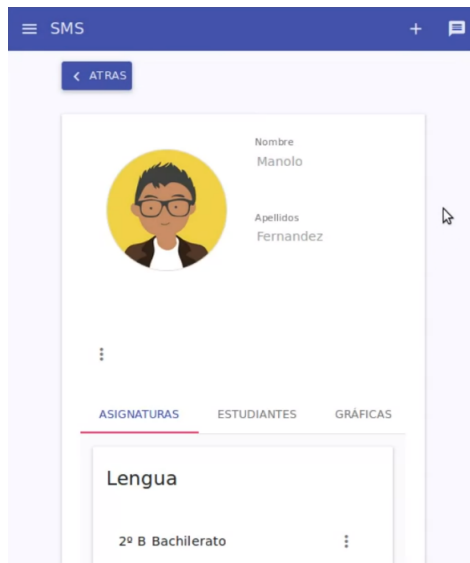 SMS
ATRAS
Nombre
Manolo
Apellidos
Fernandez
ASIGNATURAS ESTUDIANTES GRÁFICAS
Lengua
2º B Bachilerato